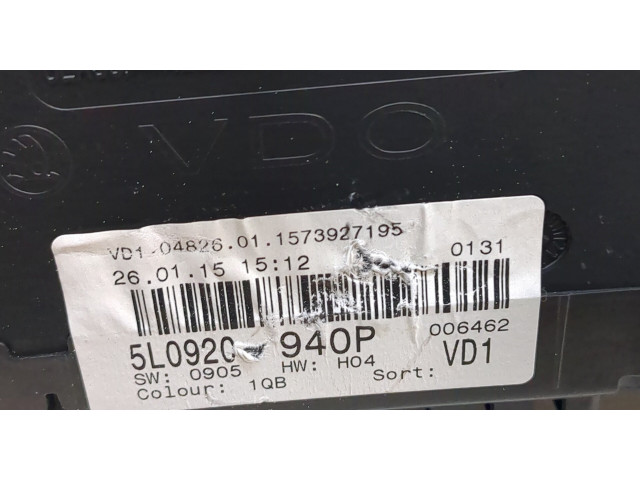 VDO
VD1-04826.01.1573927195
26.01.15 15:12
0131
5L0920 940P
006462
SW: 0905 HW: H04 Sort: VD1
Colour: 1QB